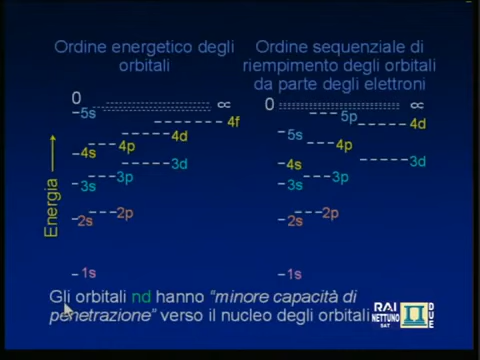 Ordine energetico degli
orbitali
Ordine sequenziale di
riempimento degli orbitali
da parte degli elettroni
0
∝
5s
4f
4d
4p
4s
3d
3p
3s
2p
2s
1s
Energia
0
∝
5p
4d
5s
4p
4s
3d
3p
3s
2p
2s
1s
Gli orbitali nd hanno "minore capacità di
penetrazione" verso il nucleo degli orbitali
RAI
NETTUNO
SAT
DUE